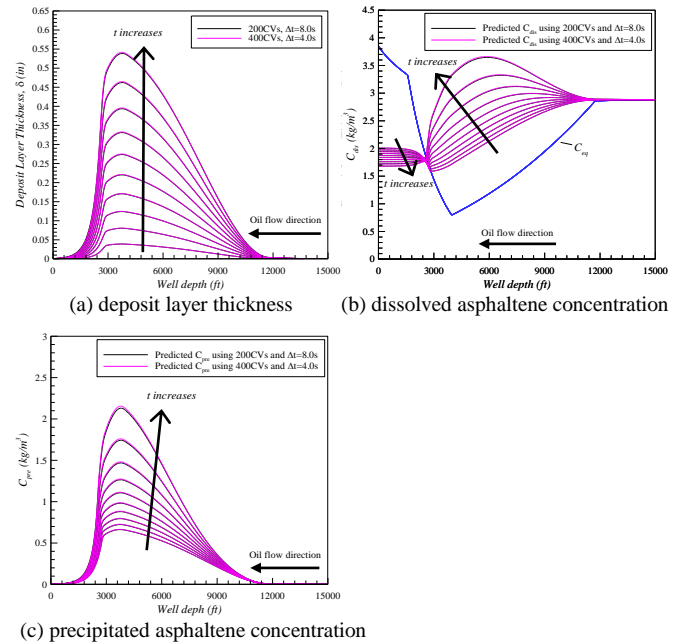 200CVs, Δt=8.0s
400CVs, Δt=4.0s
t increases
Deposit Layer Thickness, δ (in)
0.65
0.6
0.55
0.5
0.45
0.4
0.35
0.3
0.25
0.2
0.15
0.1
0.05
0
Oil flow direction
0 3000 6000 9000 12000 15000
Well depth (ft)
(a) deposit layer thickness
Predicted C_dis using 200CVs and Δt=8.0s
Predicted C_dis using 400CVs and Δt=4.0s
t increases
C_dis (kg/m³)
4.5
4
3.5
3
2.5
2
1.5
1
0.5
0
C_eq
t increases
Oil flow direction
0 3000 6000 9000 12000 15000
Well depth (ft)
(b) dissolved asphaltene concentration
Predicted C_pre using 200CVs and Δt=8.0s
Predicted C_pre using 400CVs and Δt=4.0s
t increases
C_pre (kg/m³)
3
2.5
2
1.5
1
0.5
0
Oil flow direction
0 3000 6000 9000 12000 15000
Well depth (ft)
(c) precipitated asphaltene concentration